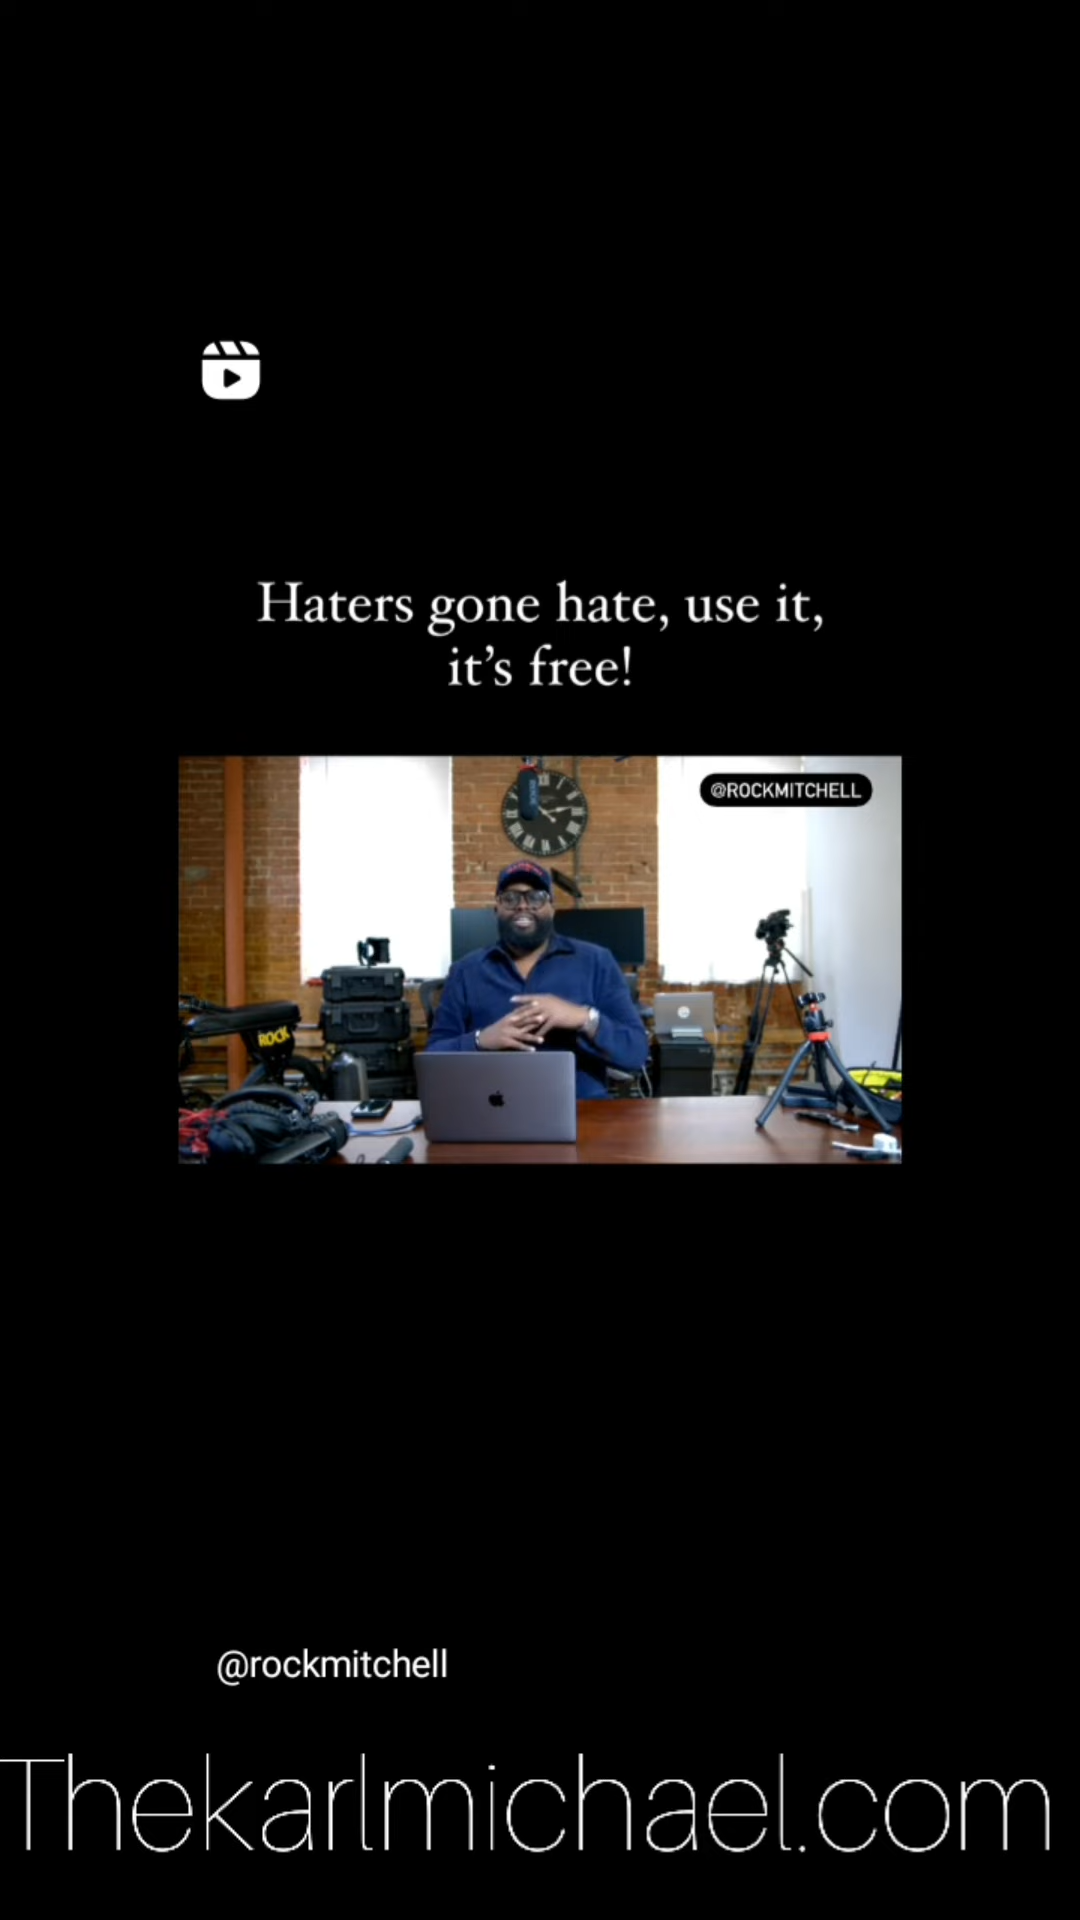 Haters gone hate, use it,
it's free!
@ROCKMITCHELL
ROCK
@rockmitchell
Thekarlmichael.com